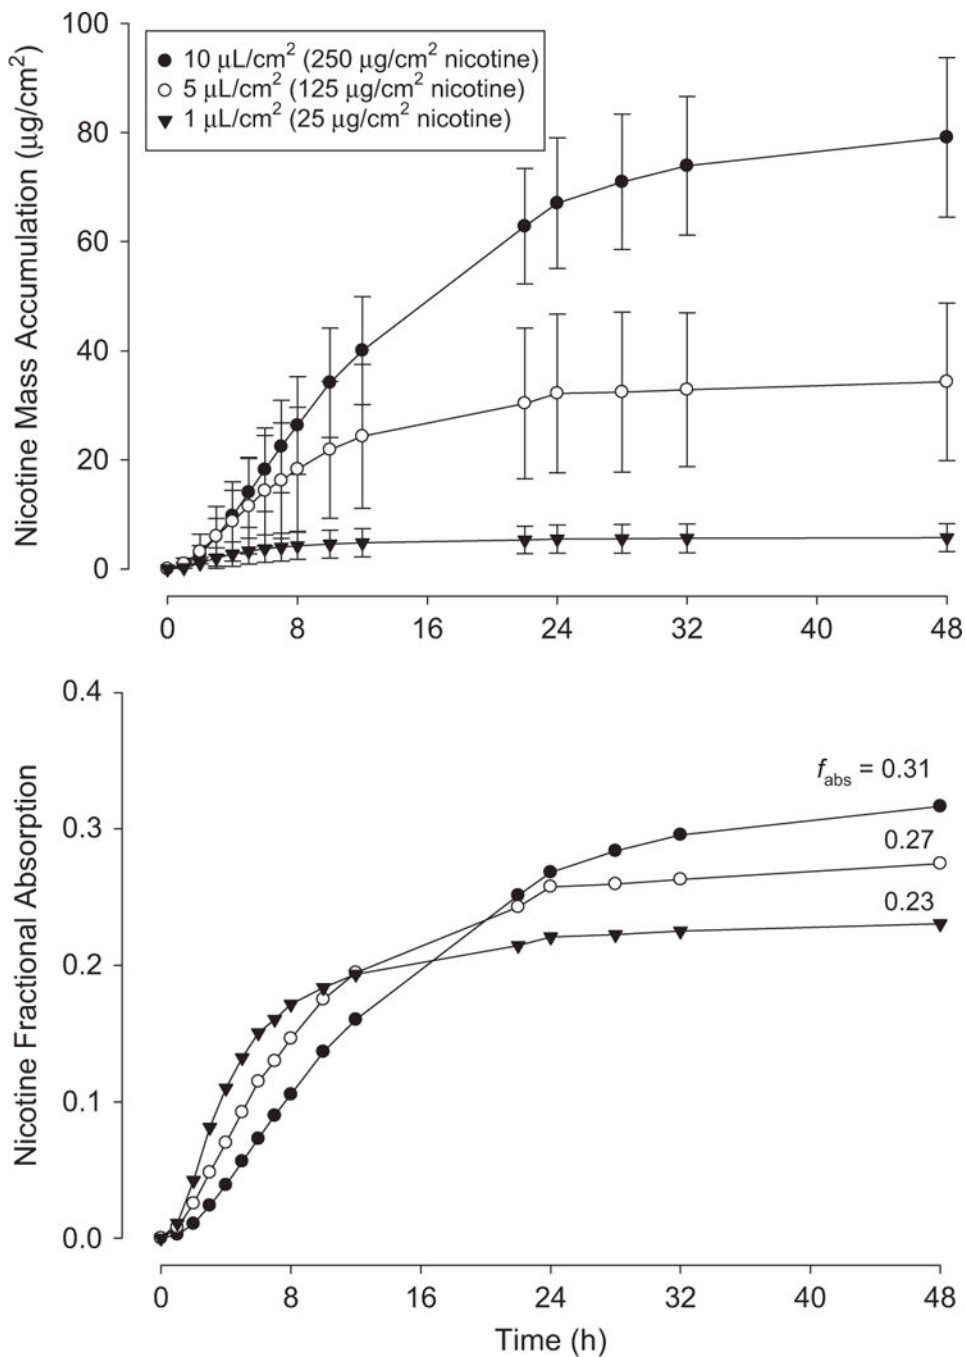 100
80
60
40
20
0
Nicotine Mass Accumulation (μg/cm²)
10 μL/cm² (250 μg/cm² nicotine)
5 μL/cm² (125 μg/cm² nicotine)
1 μL/cm² (25 μg/cm² nicotine)
0 8 16 24 32 40 48
0.4
0.3
0.2
0.1
0.0
Nicotine Fractional Absorption
fabs = 0.31
0.27
0.23
0 8 16 24 32 40 48
Time (h)